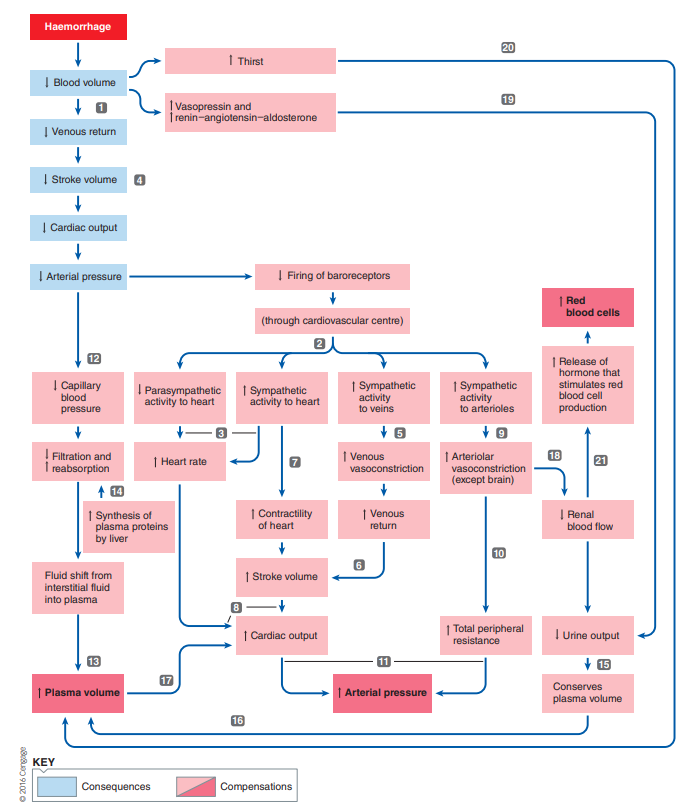 Haemorrhage
20
↑ Thirst
↓ Blood volume
19
1
↑ Vasopressin and
↑ renin–angiotensin–aldosterone
↓ Venous return
↓ Stroke volume
4
↓ Cardiac output
↓ Arterial pressure
↓ Firing of baroreceptors
(through cardiovascular centre)
↑ Red
blood cells
2
12
↓ Capillary
blood
pressure
↓ Parasympathetic
activity to heart
↑ Sympathetic
activity to heart
↑ Sympathetic
activity
to veins
↑ Sympathetic
activity
to arterioles
↑ Release of
hormone that
stimulates red
blood cell
production
3
5
9
↓ Filtration and
↑ reabsorption
↑ Heart rate
7
↑ Venous
vasoconstriction
↑ Arteriolar
vasoconstriction
(except brain)
18
21
14
↑ Synthesis of
plasma proteins
by liver
↑ Contractility
of heart
↑ Venous
return
↓ Renal
blood flow
10
6
Fluid shift from
interstitial fluid
into plasma
↑ Stroke volume
8
↑ Cardiac output
↑ Total peripheral
resistance
↓ Urine output
13
11
15
17
↑ Plasma volume
↑ Arterial pressure
Conserves
plasma volume
16
© 2016 Cengage
KEY
Consequences
Compensations